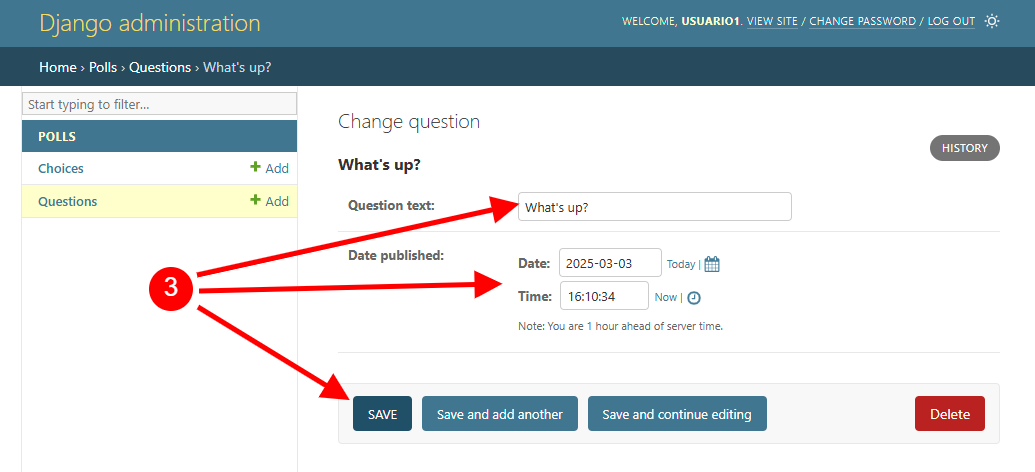 Django administration
WELCOME, USUARIO1. VIEW SITE / CHANGE PASSWORD / LOG OUT
Home › Polls › Questions › What's up?
Start typing to filter...
POLLS
Choices + Add
Questions + Add
Change question
HISTORY
What's up?
Question text: What's up?
Date published:
Date: 2025-03-03 Today |
Time: 16:10:34 Now |
Note: You are 1 hour ahead of server time.
3
SAVE Save and add another Save and continue editing Delete